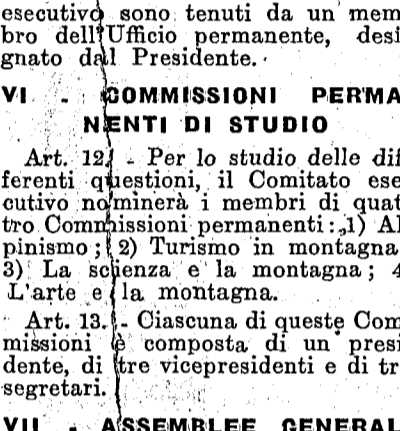 esecutivo sono tenuti da un mem
bro dell'Ufficio permanente, desi
gnato dal Presidente.
VI - COMMISSIONI PERMA
NENTI DI STUDIO
Art. 12. - Per lo studio delle dif
ferenti questioni, il Comitato ese
cutivo nominerà i membri di quat
tro Commissioni permanenti: 1) Al
pinismo; 2) Turismo in montagna
3) La scienza e la montagna; 4
L'arte e la montagna.
Art. 13. - Ciascuna di queste Com
missioni è composta di un presi
dente, di tre vicepresidenti e di tr
segretari.
VII - ASSEMBLEE GENERAL